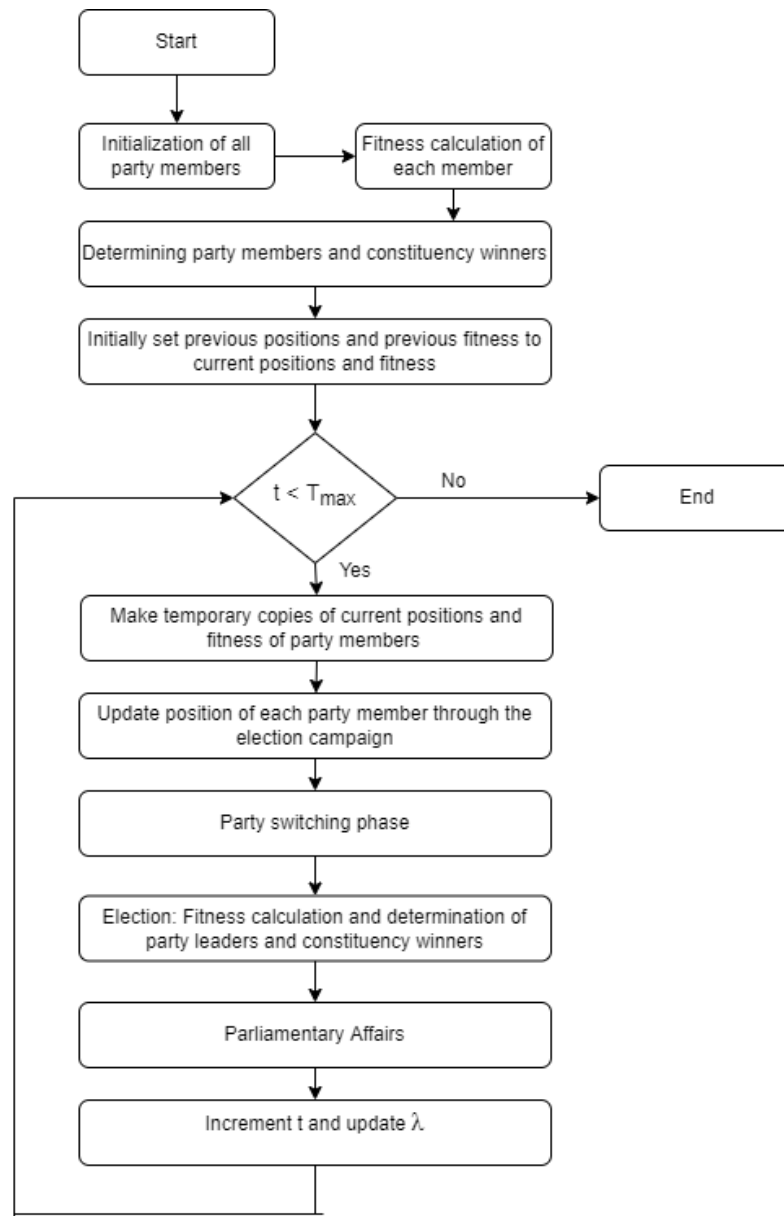 Start
Initialization of all
party members
Fitness calculation of
each member
Determining party members and constituency winners
Initially set previous positions and previous fitness to
current positions and fitness
t < Tmax
No
End
Yes
Make temporary copies of current positions and
fitness of party members
Update position of each party member through the
election campaign
Party switching phase
Election: Fitness calculation and determination of
party leaders and constituency winners
Parliamentary Affairs
Increment t and update λ